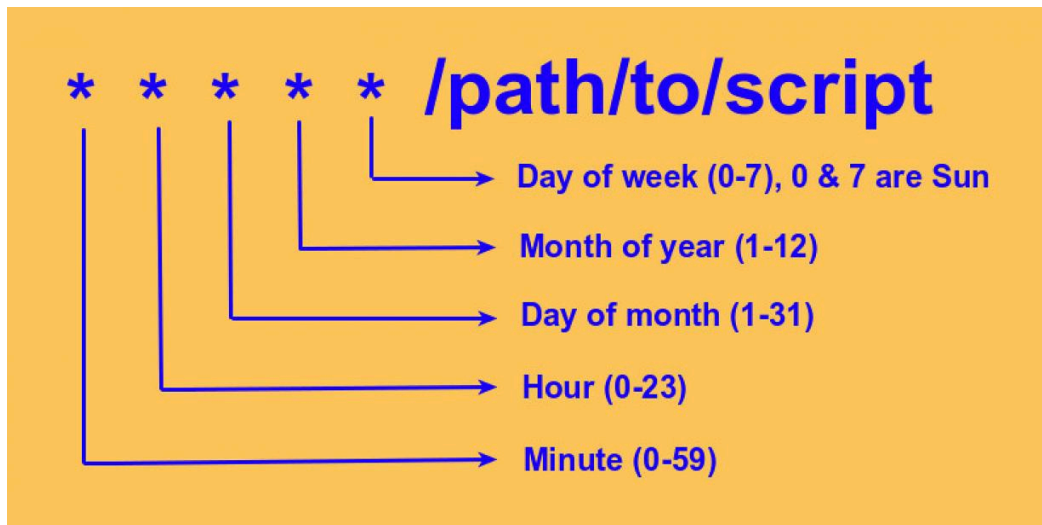 * * * * * /path/to/script
Day of week (0-7), 0 & 7 are Sun
Month of year (1-12)
Day of month (1-31)
Hour (0-23)
Minute (0-59)